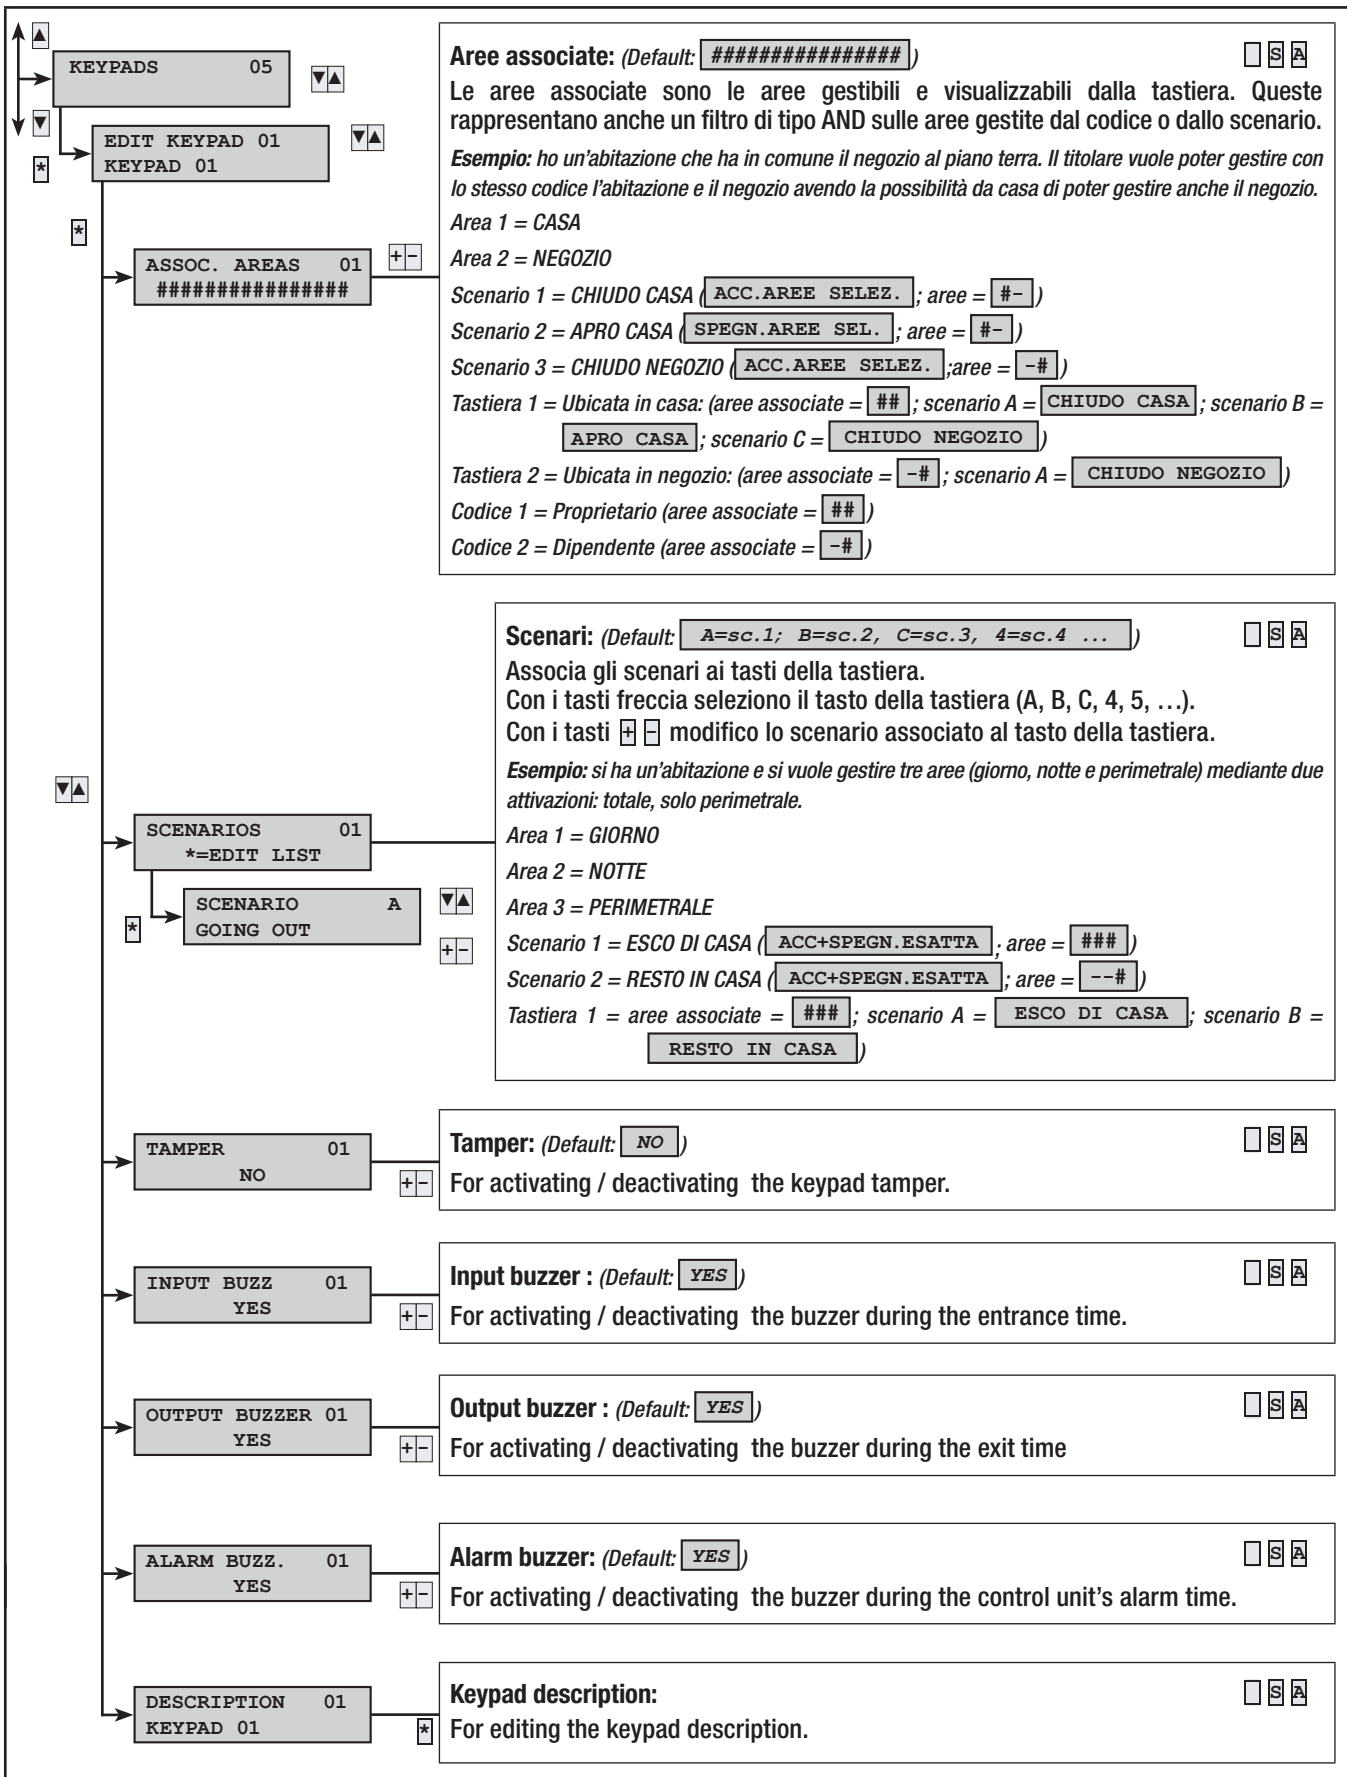 ▲
KEYPADS 05
▼▲
▼
EDIT KEYPAD 01
KEYPAD 01
▼▲
*
*
ASSOC. AREAS 01
################
+-
Aree associate: (Default: ################ )
S A
Le aree associate sono le aree gestibili e visualizzabili dalla tastiera. Queste
rappresentano anche un filtro di tipo AND sulle aree gestite dal codice o dallo scenario.
Esempio: ho un'abitazione che ha in comune il negozio al piano terra. Il titolare vuole poter gestire con
lo stesso codice l'abitazione e il negozio avendo la possibilità da casa di poter gestire anche il negozio.
Area 1 = CASA
Area 2 = NEGOZIO
Scenario 1 = CHIUDO CASA ( ACC.AREE SELEZ. ; aree = #- )
Scenario 2 = APRO CASA ( SPEGN.AREE SEL. ; aree = #- )
Scenario 3 = CHIUDO NEGOZIO ( ACC.AREE SELEZ. ;aree = -# )
Tastiera 1 = Ubicata in casa: (aree associate = ## ; scenario A = CHIUDO CASA ; scenario B =
APRO CASA ; scenario C = CHIUDO NEGOZIO )
Tastiera 2 = Ubicata in negozio: (aree associate = -# ; scenario A = CHIUDO NEGOZIO )
Codice 1 = Proprietario (aree associate = ## )
Codice 2 = Dipendente (aree associate = -# )
▼▲
SCENARIOS 01
*=EDIT LIST
*
SCENARIO A
GOING OUT
▼▲
+-
Scenari: (Default: A=sc.1; B=sc.2, C=sc.3, 4=sc.4 ... )
S A
Associa gli scenari ai tasti della tastiera.
Con i tasti freccia seleziono il tasto della tastiera (A, B, C, 4, 5, …).
Con i tasti + - modifico lo scenario associato al tasto della tastiera.
Esempio: si ha un'abitazione e si vuole gestire tre aree (giorno, notte e perimetrale) mediante due
attivazioni: totale, solo perimetrale.
Area 1 = GIORNO
Area 2 = NOTTE
Area 3 = PERIMETRALE
Scenario 1 = ESCO DI CASA ( ACC+SPEGN.ESATTA ; aree = ### )
Scenario 2 = RESTO IN CASA ( ACC+SPEGN.ESATTA ; aree = --# )
Tastiera 1 = aree associate = ### ; scenario A = ESCO DI CASA ; scenario B =
RESTO IN CASA )
TAMPER 01
NO
+-
Tamper: (Default: NO )
S A
For activating / deactivating the keypad tamper.
INPUT BUZZ 01
YES
+-
Input buzzer : (Default: YES )
S A
For activating / deactivating the buzzer during the entrance time.
OUTPUT BUZZER 01
YES
+-
Output buzzer : (Default: YES )
S A
For activating / deactivating the buzzer during the exit time
ALARM BUZZ. 01
YES
+-
Alarm buzzer: (Default: YES )
S A
For activating / deactivating the buzzer during the control unit's alarm time.
DESCRIPTION 01
KEYPAD 01
*
Keypad description:
S A
For editing the keypad description.